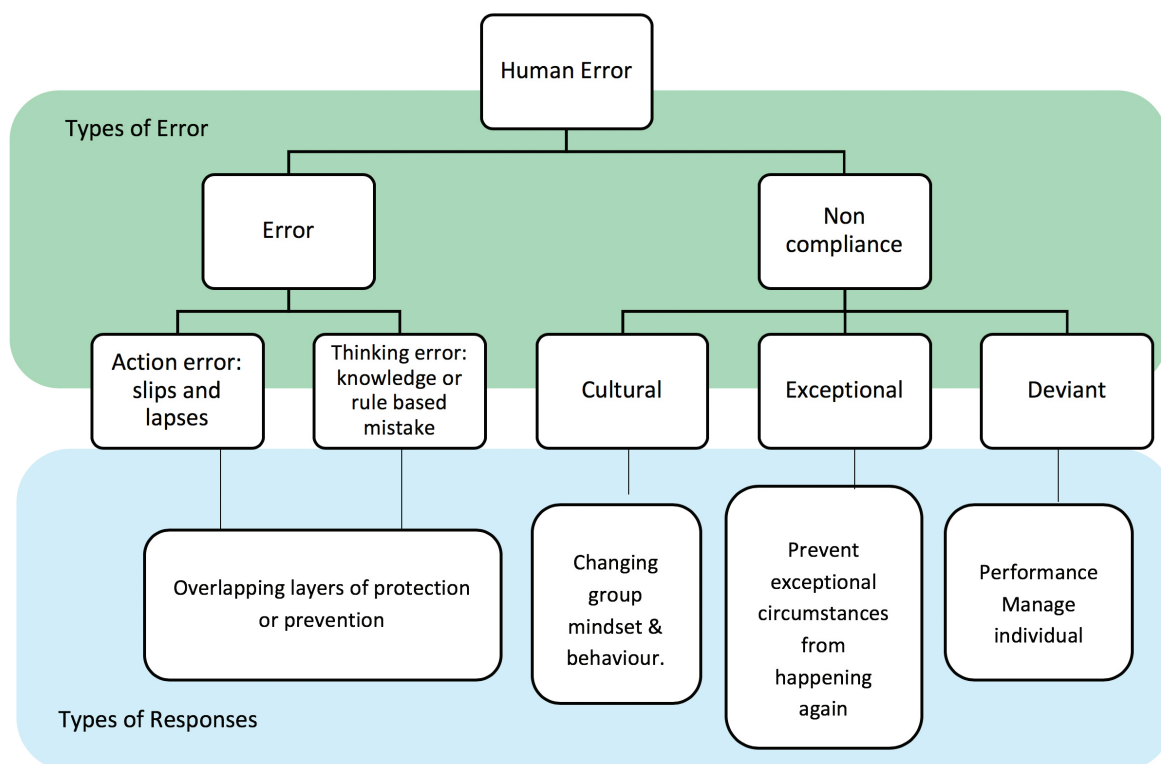 Human Error
Types of Error
Error
Non
compliance
Action error:
slips and
lapses
Thinking error:
knowledge or
rule based
mistake
Cultural
Exceptional
Deviant
Overlapping layers of protection
or prevention
Changing
group
mindset &
behaviour.
Prevent
exceptional
circumstances
from
happening
again
Performance
Manage
individual
Types of Responses